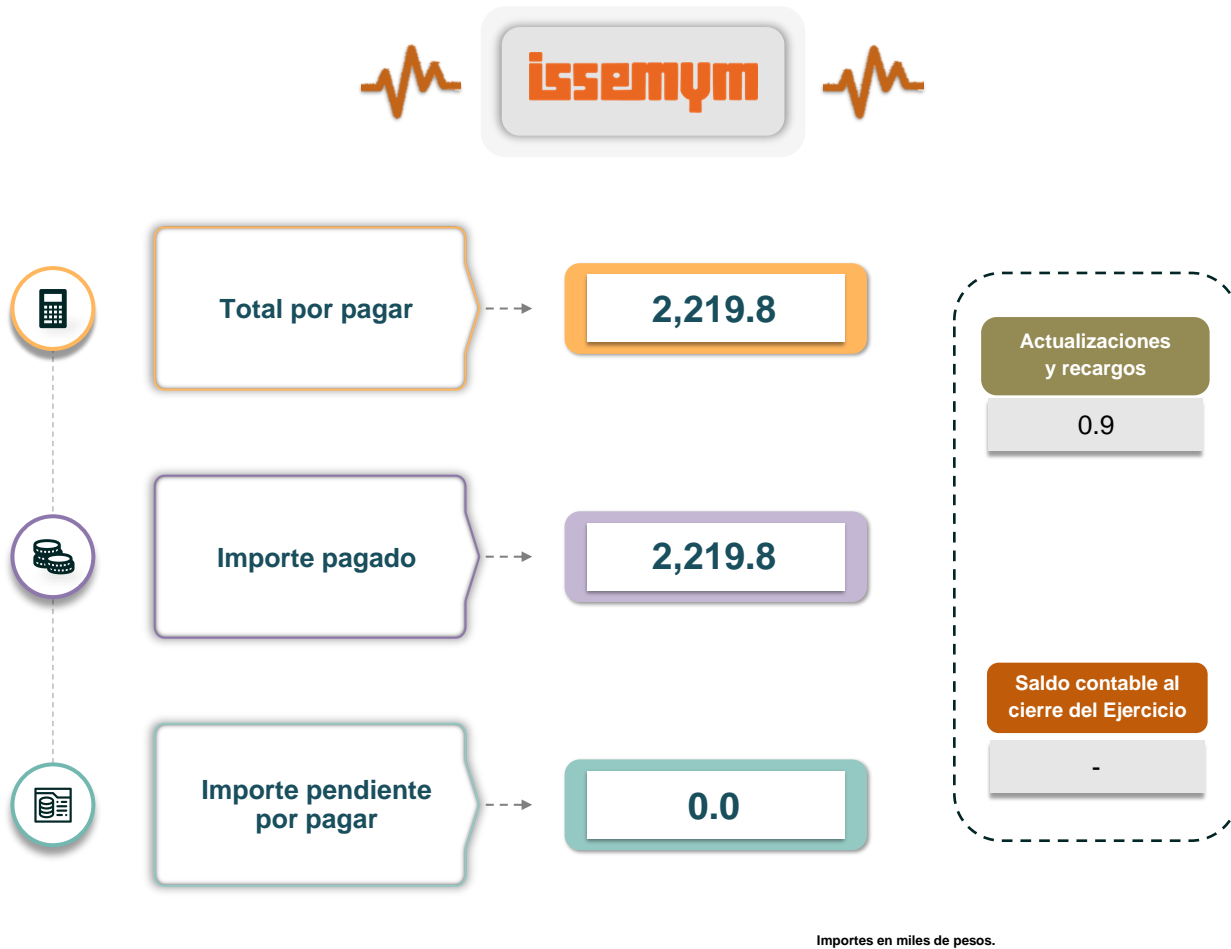 issemym
Total por pagar
2,219.8
Actualizaciones
y recargos
0.9
Importe pagado
2,219.8
Saldo contable al
cierre del Ejercicio
-
Importe pendiente
por pagar
0.0
Importes en miles de pesos.